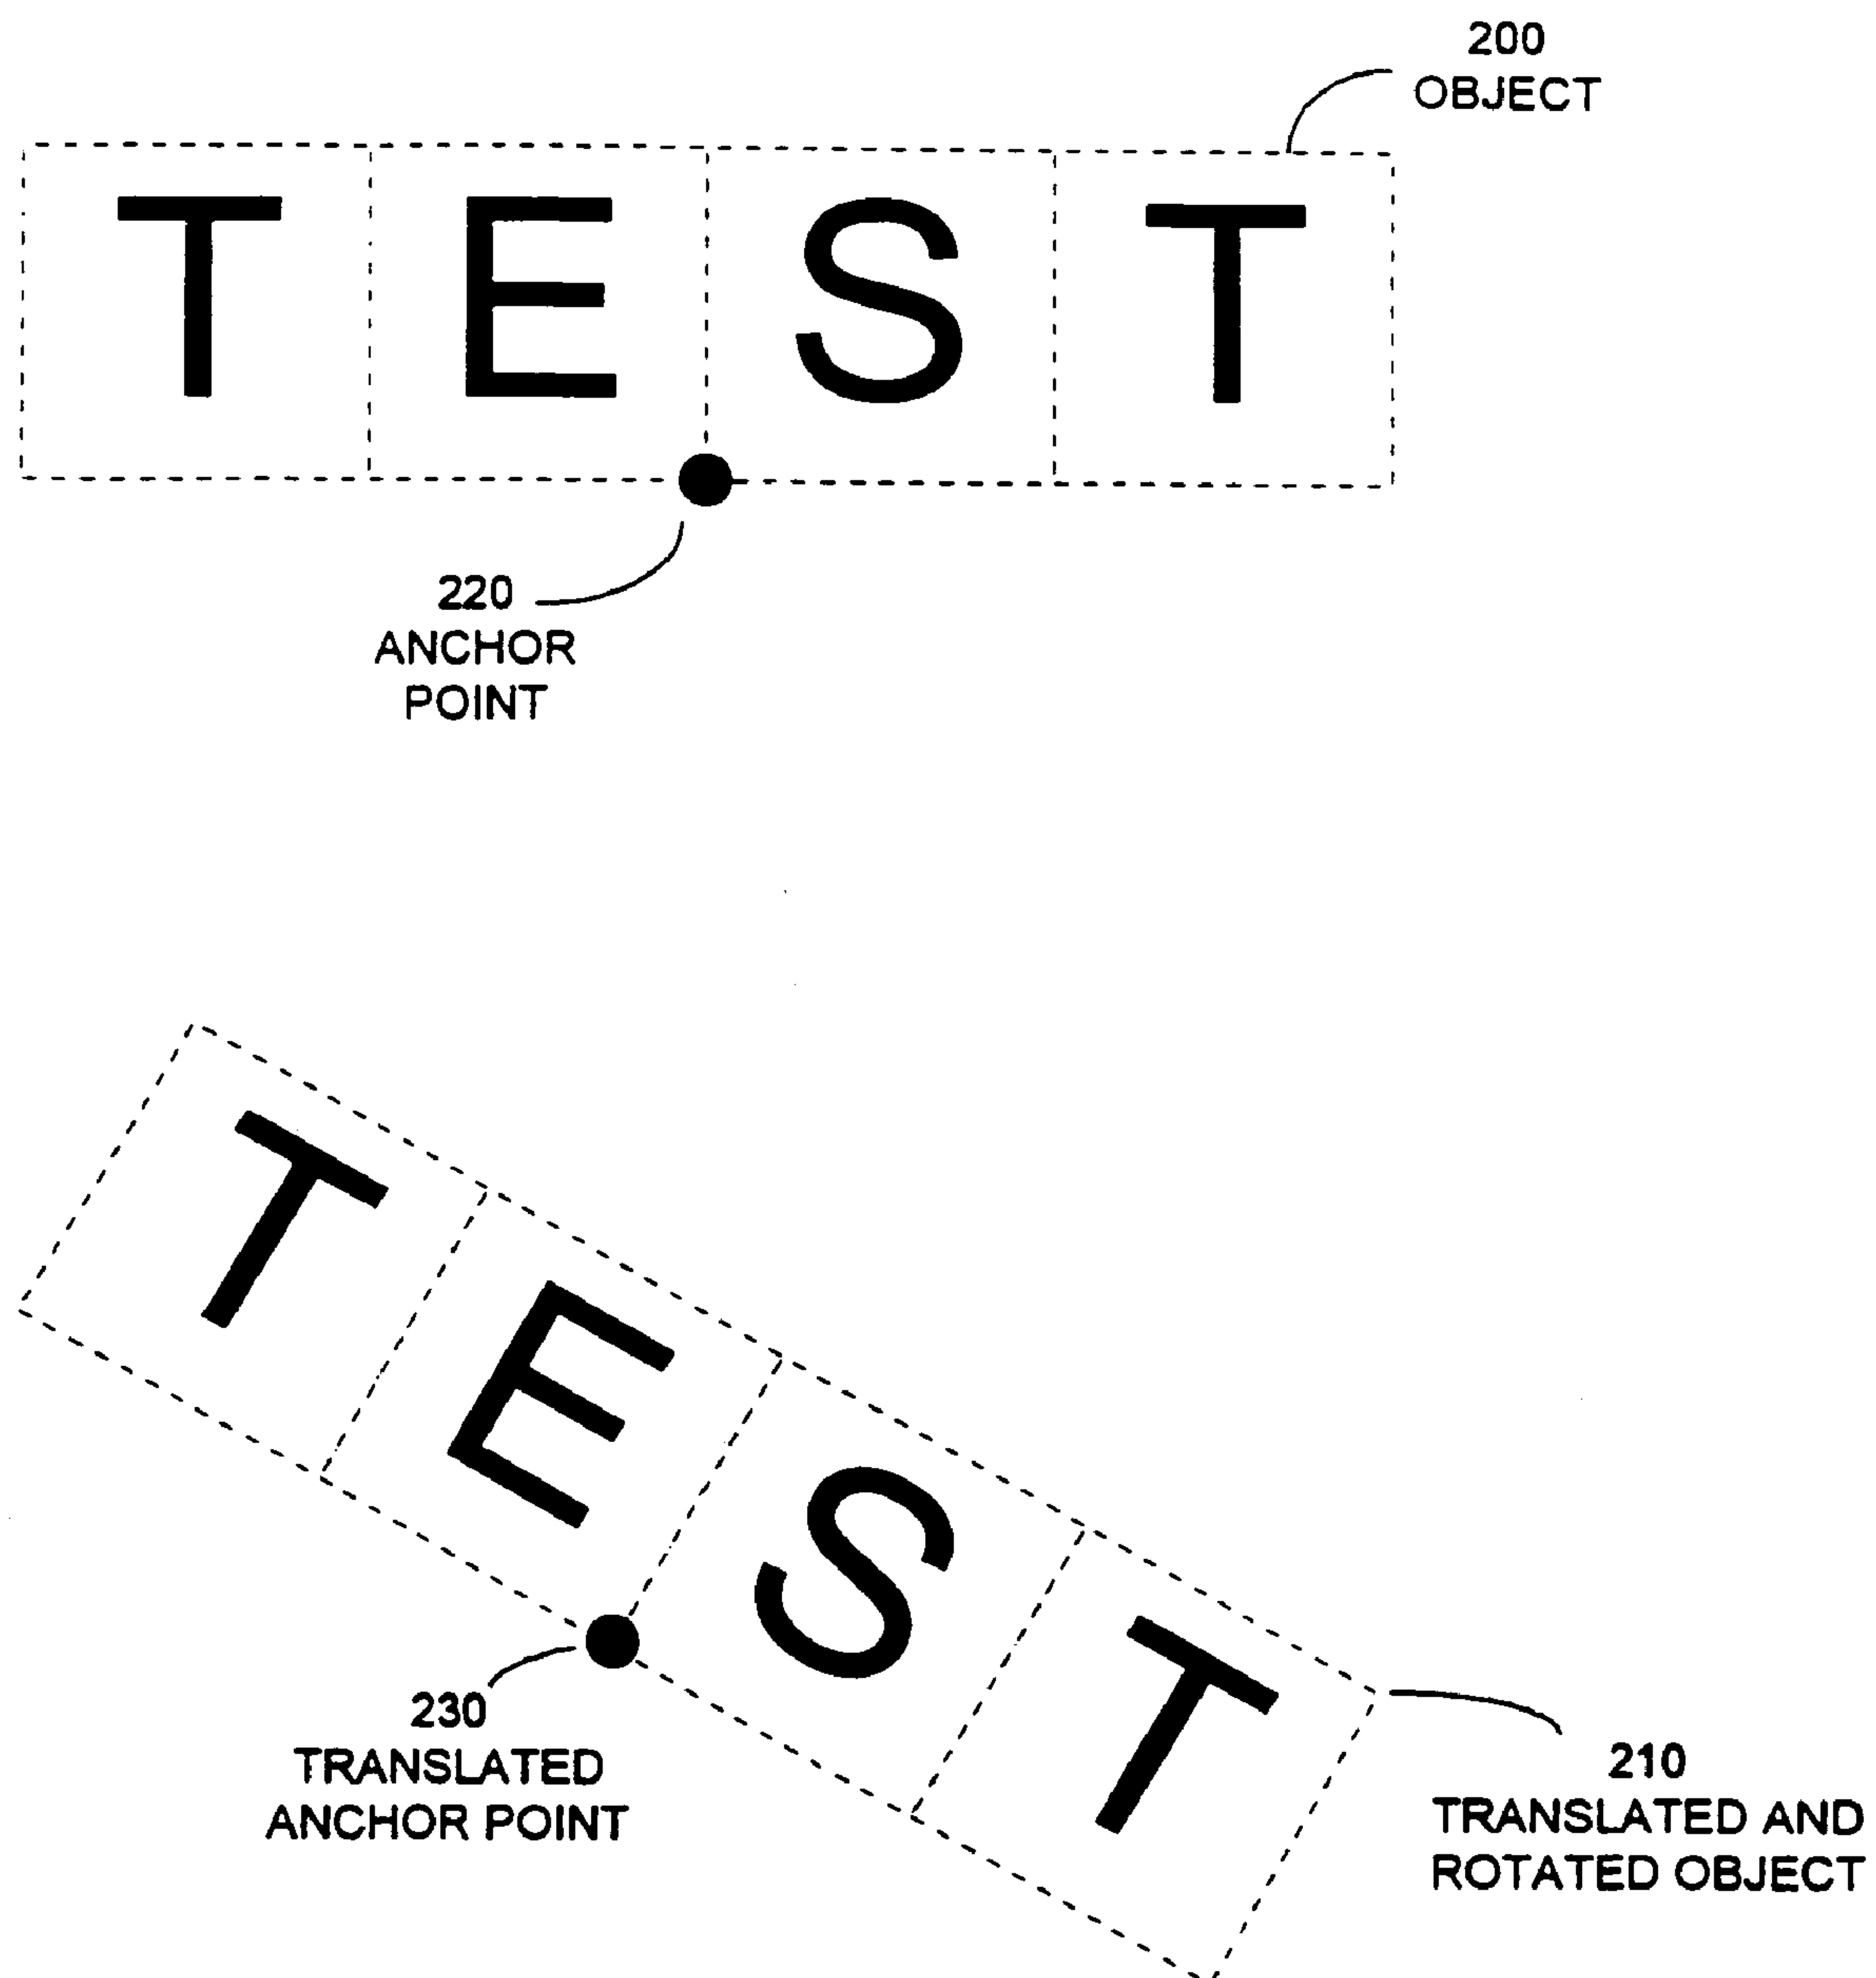 200
OBJECT
TEST
220
ANCHOR
POINT
TEST
230
TRANSLATED
ANCHOR POINT
210
TRANSLATED AND
ROTATED OBJECT